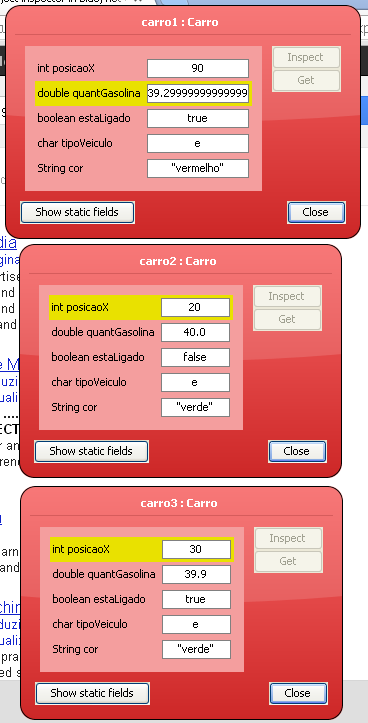 carro1 : Carro
int posicaoX 90 Inspect
double quantGasolina 39.29999999999999 Get
boolean estaLigado true
char tipoVeiculo e
String cor "vermelho"
Show static fields Close
carro2 : Carro
int posicaoX 20 Inspect
double quantGasolina 40.0 Get
boolean estaLigado false
char tipoVeiculo e
String cor "verde"
Show static fields Close
carro3 : Carro
int posicaoX 30 Inspect
double quantGasolina 39.9 Get
boolean estaLigado true
char tipoVeiculo e
String cor "verde"
Show static fields Close